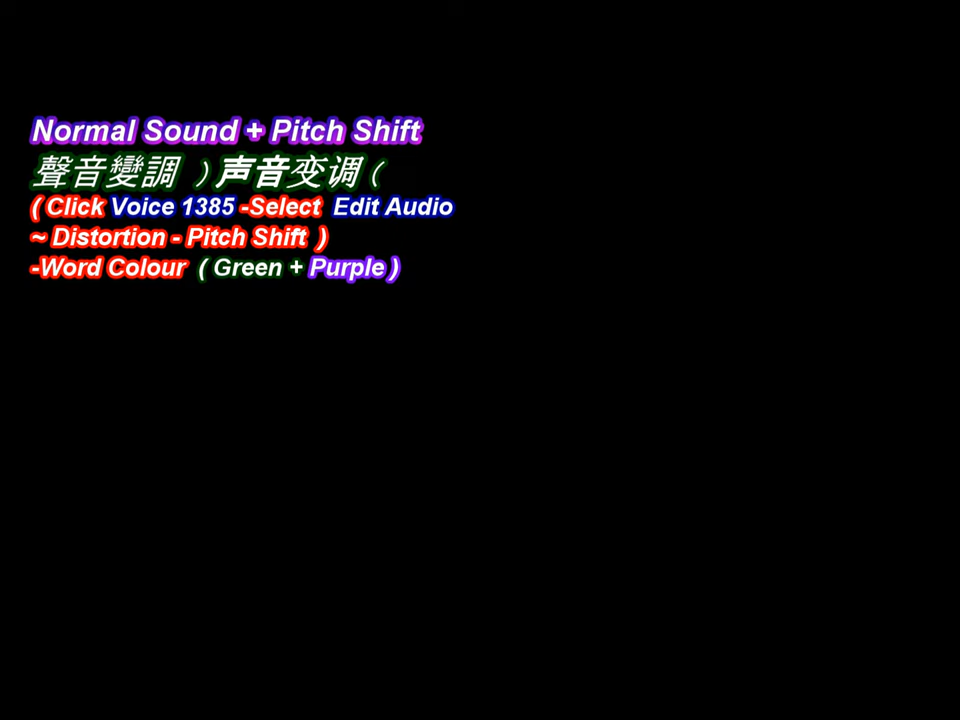 Normal Sound + Pitch Shift
聲音變調 ）声音变调（
( Click Voice 1385 -Select Edit Audio
~ Distortion - Pitch Shift )
-Word Colour ( Green + Purple )